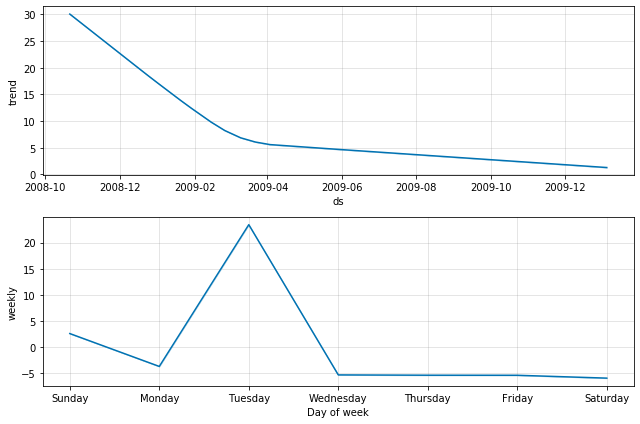 30
25
20
15
10
5
0
trend
2008-10 2008-12 2009-02 2009-04 2009-06 2009-08 2009-10 2009-12
ds
20
15
10
5
0
−5
weekly
Sunday Monday Tuesday Wednesday Thursday Friday Saturday
Day of week